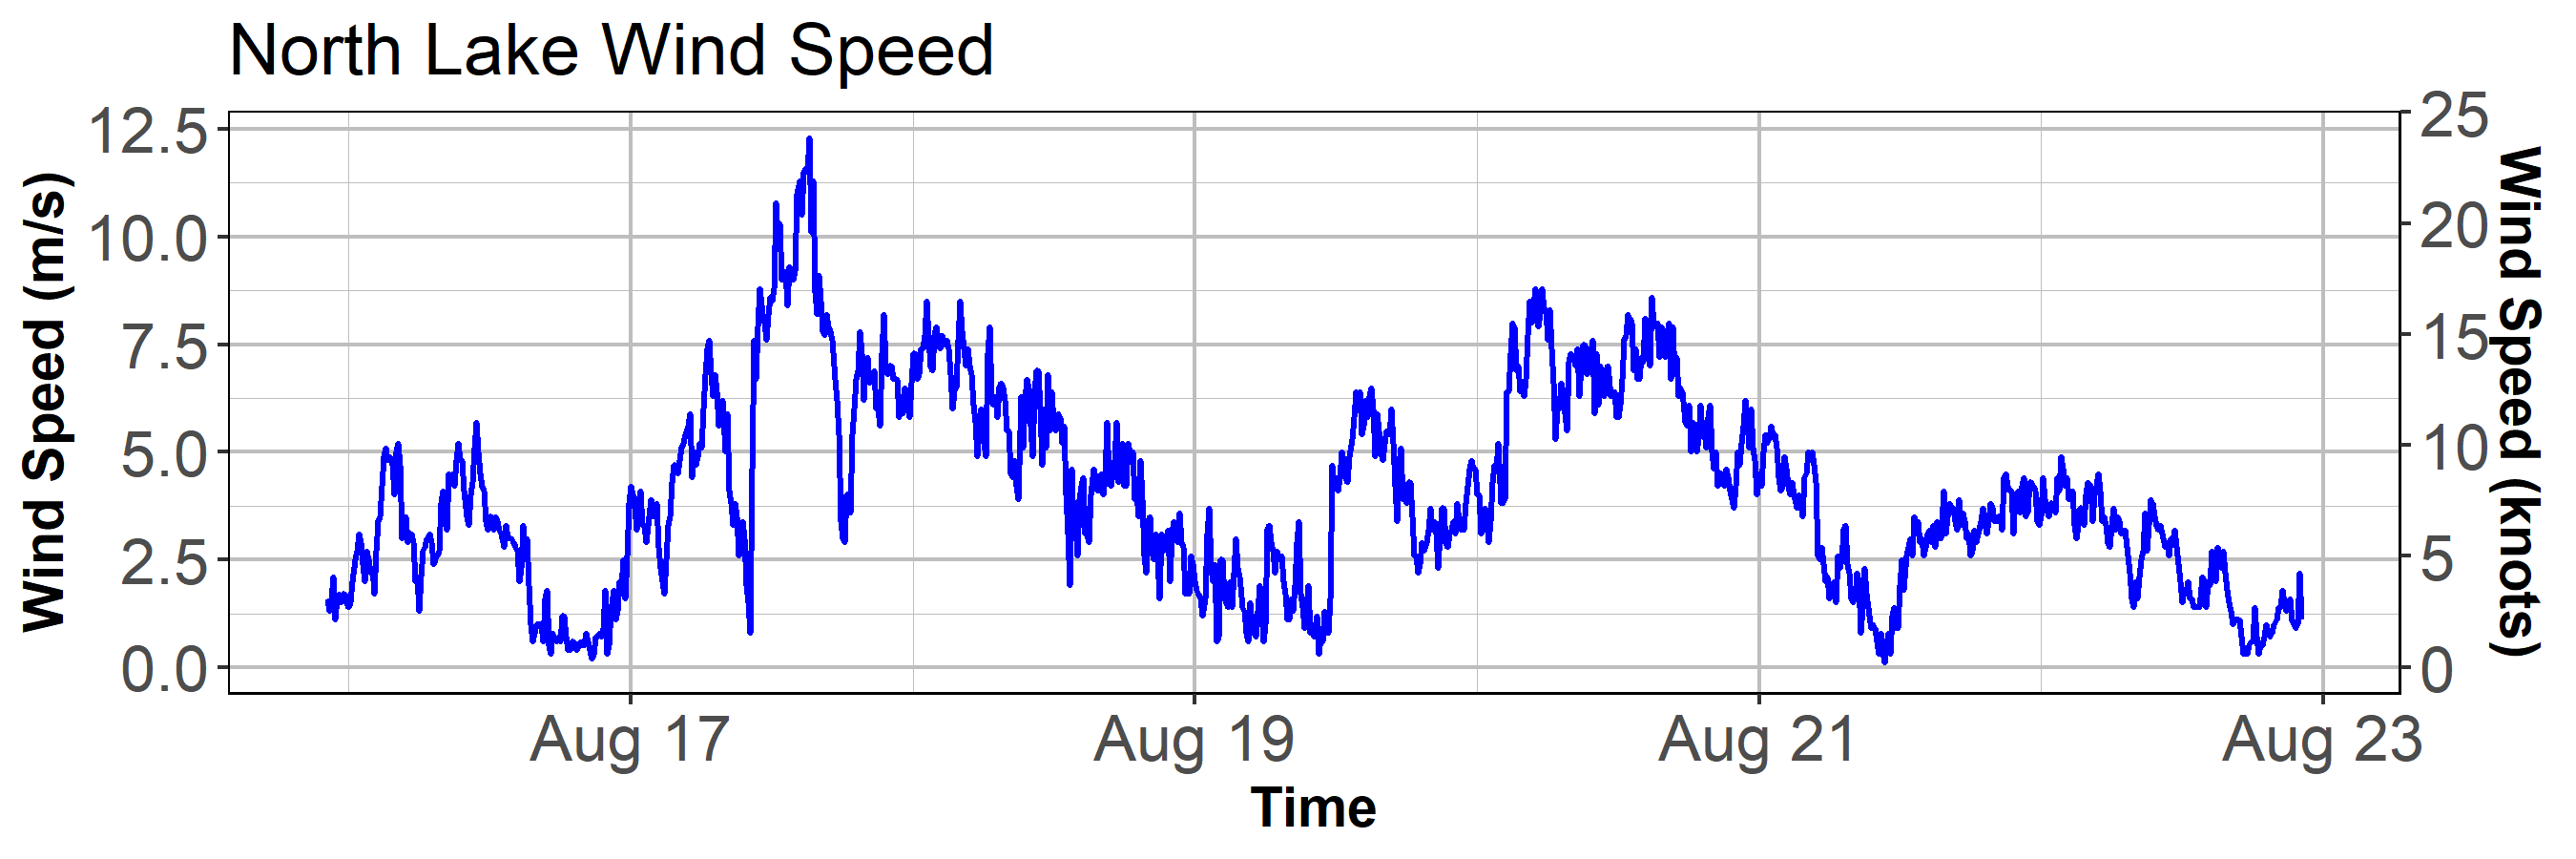 North Lake Wind Speed
Wind Speed (m/s)
12.5
10.0
7.5
5.0
2.5
0.0
25
20
15
10
5
0
Wind Speed (knots)
Aug 17 Aug 19 Aug 21 Aug 23
Time